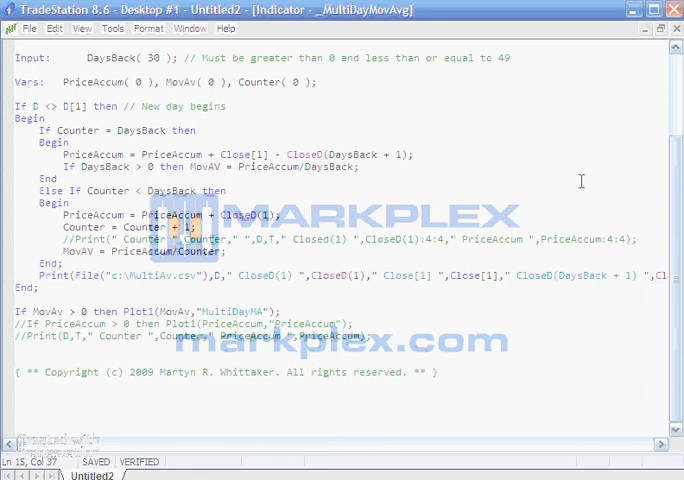 TradeStation 8.6 - Desktop #1 - Untitled2 - [Indicator - _MultiDayMovAvg]
File Edit View Tools Format Window Help
Input: DaysBack( 30 ); // Must be greater than 0 and less than or equal to 49
Vars: PriceAccum( 0 ), MovAv( 0 ), Counter( 0 );
If D <> D[1] then // New day begins
Begin
If Counter = DaysBack then
Begin
PriceAccum = PriceAccum + Close[1] - CloseD(DaysBack + 1);
If DaysBack > 0 then MovAV = PriceAccum/DaysBack;
End
Else If Counter < DaysBack then
Begin
PriceAccum = PriceAccum + CloseD(1);
Counter = Counter + 1;
//Print(" Counter ",Counter," ",D,T," Closed(1) ",CloseD(1):4:4," PriceAccum ",PriceAccum:4:4);
MovAV = PriceAccum/Counter;
End;
Print(File("c:\MultiAv.csv"),D," CloseD(1) ",CloseD(1)," Close[1] ",Close[1]," CloseD(DaysBack + 1) ",Clo
End;
If MovAv > 0 then Plot1(MovAv,"MultiDayMA");
//If PriceAccum > 0 then Plot1(PriceAccum,"PriceAccum");
//Print(D,T," Counter ",Counter," PriceAccum ",PriceAccum);
{ ** Copyright (c) 2009 Martyn R. Whittaker. All rights reserved. ** }
MARKPLEX
markplex.com
Ln 15, Col 37 SAVED VERIFIED
Untitled2